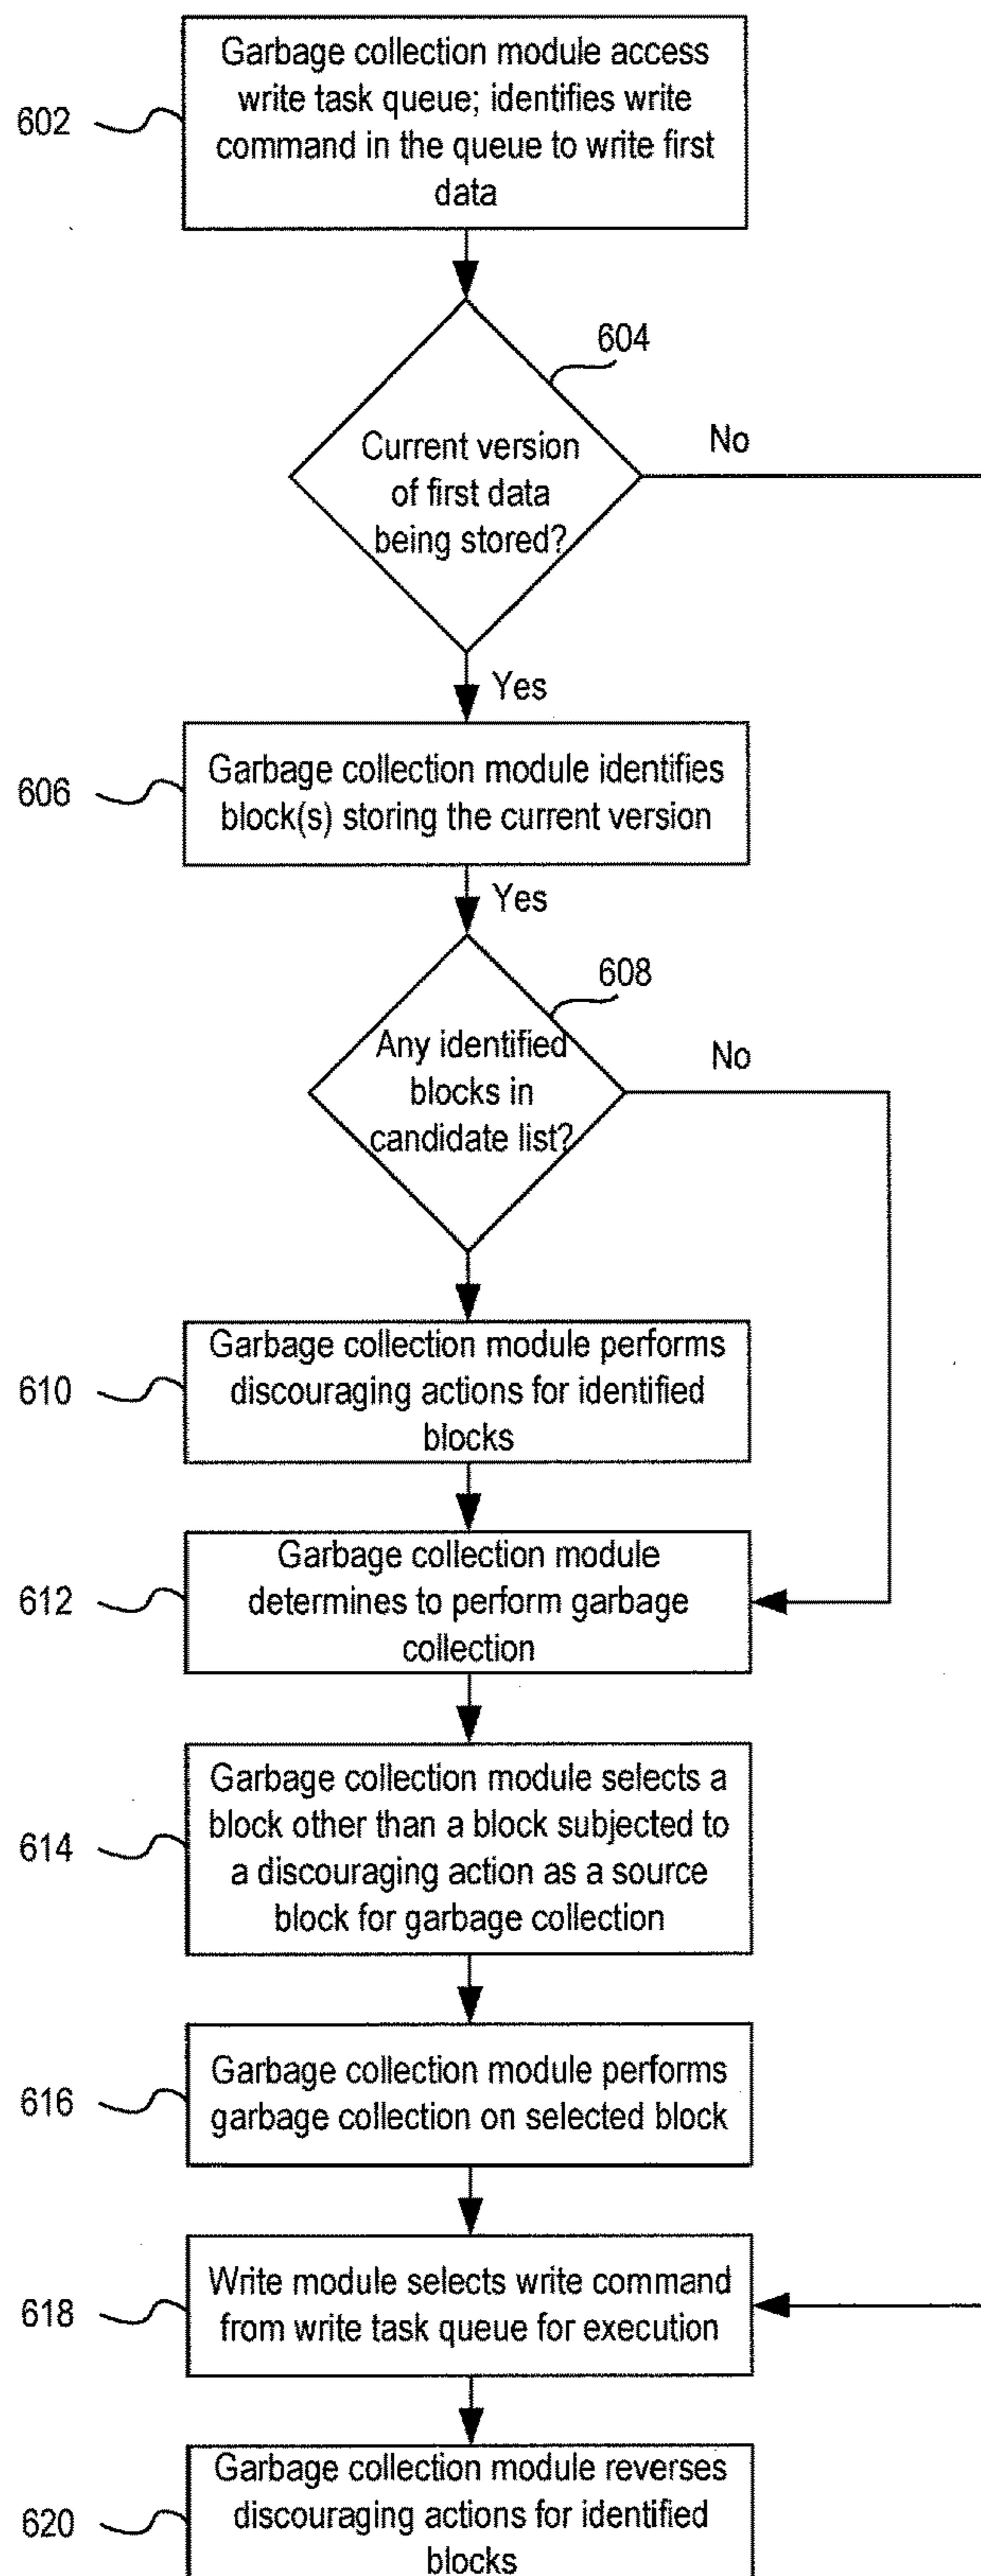 Garbage collection module access
write task queue; identifies write
command in the queue to write first
data
602
604
Current version
of first data
being stored?
No
Yes
Garbage collection module identifies
block(s) storing the current version
606
Yes
608
Any identified
blocks in
candidate list?
No
Garbage collection module performs
discouraging actions for identified
blocks
610
Garbage collection module
determines to perform garbage
collection
612
Garbage collection module selects a
block other than a block subjected to
a discouraging action as a source
block for garbage collection
614
Garbage collection module performs
garbage collection on selected block
616
Write module selects write command
from write task queue for execution
618
Garbage collection module reverses
discouraging actions for identified
blocks
620